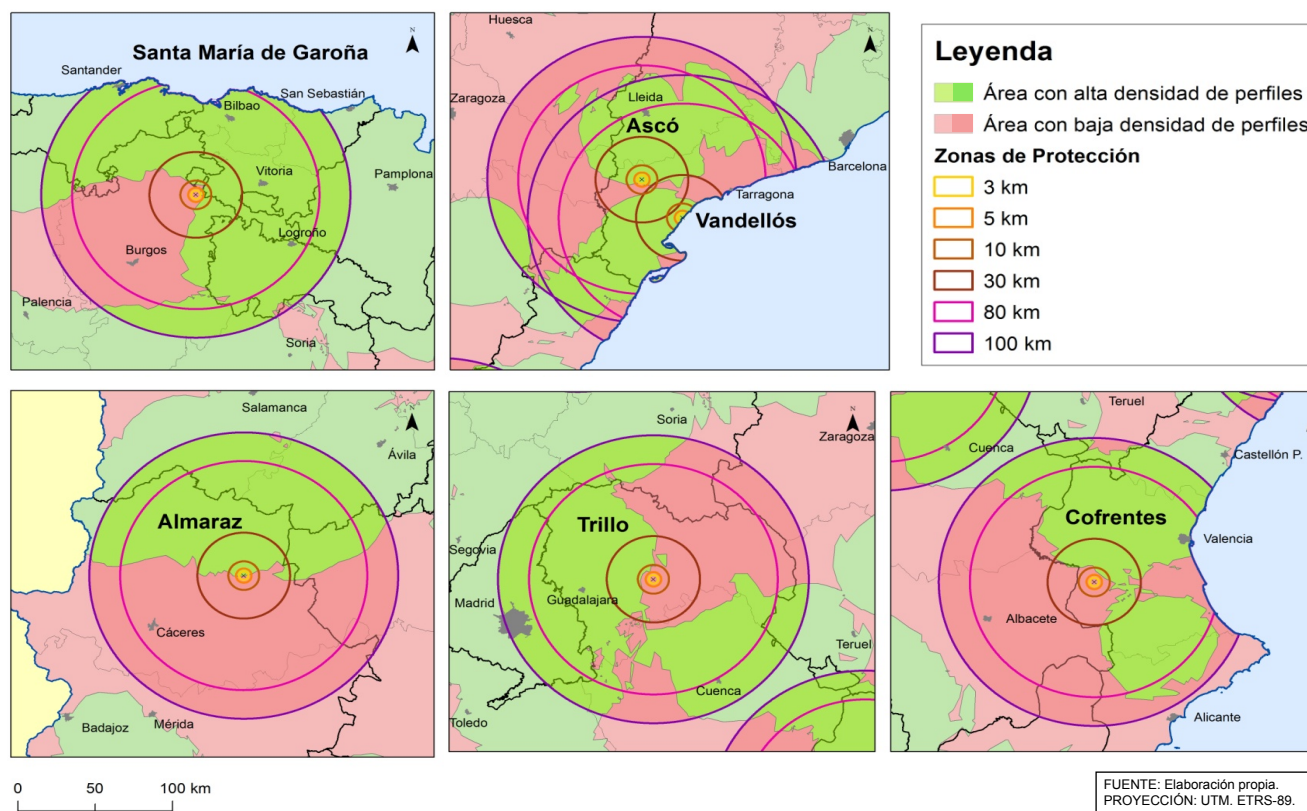 Santa María de Garoña
N
Santander
San Sebastián
Bilbao
Vitoria
Pamplona
Logroño
Burgos
Palencia
Soria
Huesca
N
Zaragoza
Lleida
Ascó
Barcelona
Tarragona
Vandellós
Leyenda
Área con alta densidad de perfiles
Área con baja densidad de perfiles
Zonas de Protección
3 km
5 km
10 km
30 km
80 km
100 km
Salamanca
N
Ávila
Almaraz
Cáceres
Badajoz
Mérida
Soria
N
Zaragoza
Trillo
Segovia
Guadalajara
Madrid
Teruel
Cuenca
Toledo
Teruel
N
Cuenca
Castellón P.
Cofrentes
Valencia
Albacete
Alicante
0 50 100 km
FUENTE: Elaboración propia.
PROYECCIÓN: UTM. ETRS-89.